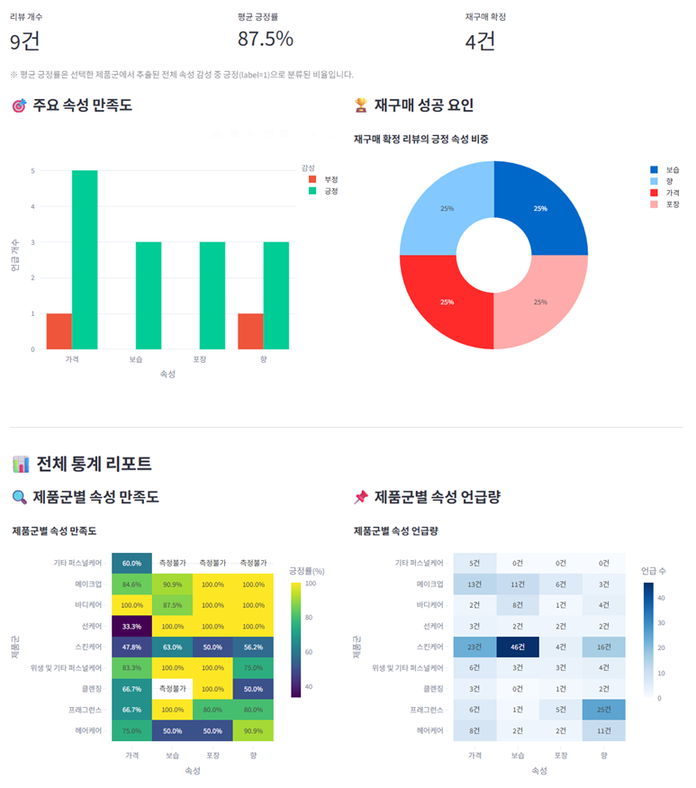 리뷰 개수
9건
평균 긍정률
87.5%
재구매 확정
4건
※ 평균 긍정률은 선택한 제품군에서 추출된 전체 속성 감성 중 긍정(label=1)으로 분류된 비율입니다.
주요 속성 만족도
감성
부정
긍정
언급 개수
5
4
3
2
1
0
가격 보습 포장 향
속성
재구매 성공 요인
재구매 확정 리뷰의 긍정 속성 비중
25% 25%
25% 25%
보습
향
가격
포장
전체 통계 리포트
제품군별 속성 만족도
제품군별 속성 만족도
제품군
기타 퍼스널케어 60.0% 측정불가 측정불가 측정불가
메이크업 84.6% 90.9% 100.0% 100.0%
바디케어 100.0% 87.5% 100.0% 100.0%
선케어 33.3% 100.0% 100.0% 100.0%
스킨케어 47.8% 63.0% 50.0% 56.2%
위생 및 기타 퍼스널케어 83.3% 100.0% 100.0% 75.0%
클렌징 66.7% 측정불가 100.0% 50.0%
프래그런스 66.7% 100.0% 80.0% 80.0%
헤어케어 75.0% 50.0% 50.0% 90.9%
가격 보습 포장 향
속성
긍정률(%)
100
80
60
40
제품군별 속성 언급량
제품군별 속성 언급량
제품군
기타 퍼스널케어 5건 0건 0건 0건
메이크업 13건 11건 6건 3건
바디케어 2건 8건 1건 4건
선케어 3건 2건 2건 2건
스킨케어 23건 46건 4건 16건
위생 및 기타 퍼스널케어 6건 3건 3건 4건
클렌징 3건 0건 1건 2건
프래그런스 6건 1건 5건 25건
헤어케어 8건 2건 2건 11건
가격 보습 포장 향
속성
언급 수
40
30
20
10
0